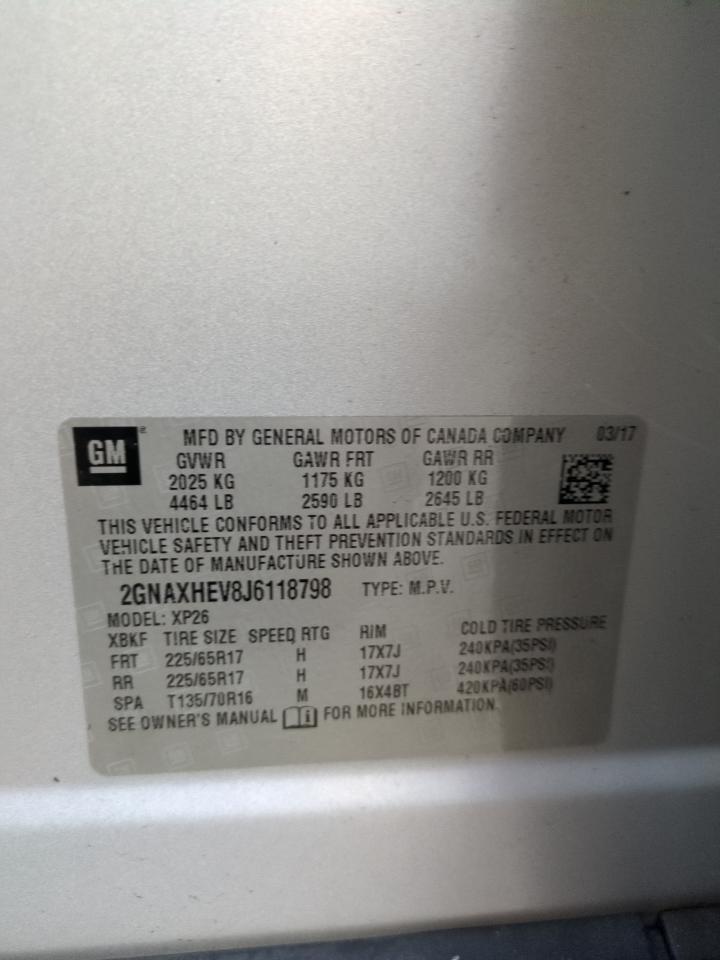 GM
MFD BY GENERAL MOTORS OF CANADA COMPANY 03/17
GVWR GAWR FRT GAWR RR
2025 KG 1175 KG 1200 KG
4464 LB 2590 LB 2645 LB
THIS VEHICLE CONFORMS TO ALL APPLICABLE U.S. FEDERAL MOTOR
VEHICLE SAFETY AND THEFT PREVENTION STANDARDS IN EFFECT ON
THE DATE OF MANUFACTURE SHOWN ABOVE.
2GNAXHEV8J6118798 TYPE: M.P.V.
MODEL: XP26
XBKF TIRE SIZE SPEED RTG RIM COLD TIRE PRESSURE
FRT 225/65R17 H 17X7J 240KPA(35PSI)
RR 225/65R17 H 17X7J 240KPA(35PSI)
SPA T135/70R16 M 16X4BT 420KPA(60PSI)
SEE OWNER'S MANUAL FOR MORE INFORMATION.